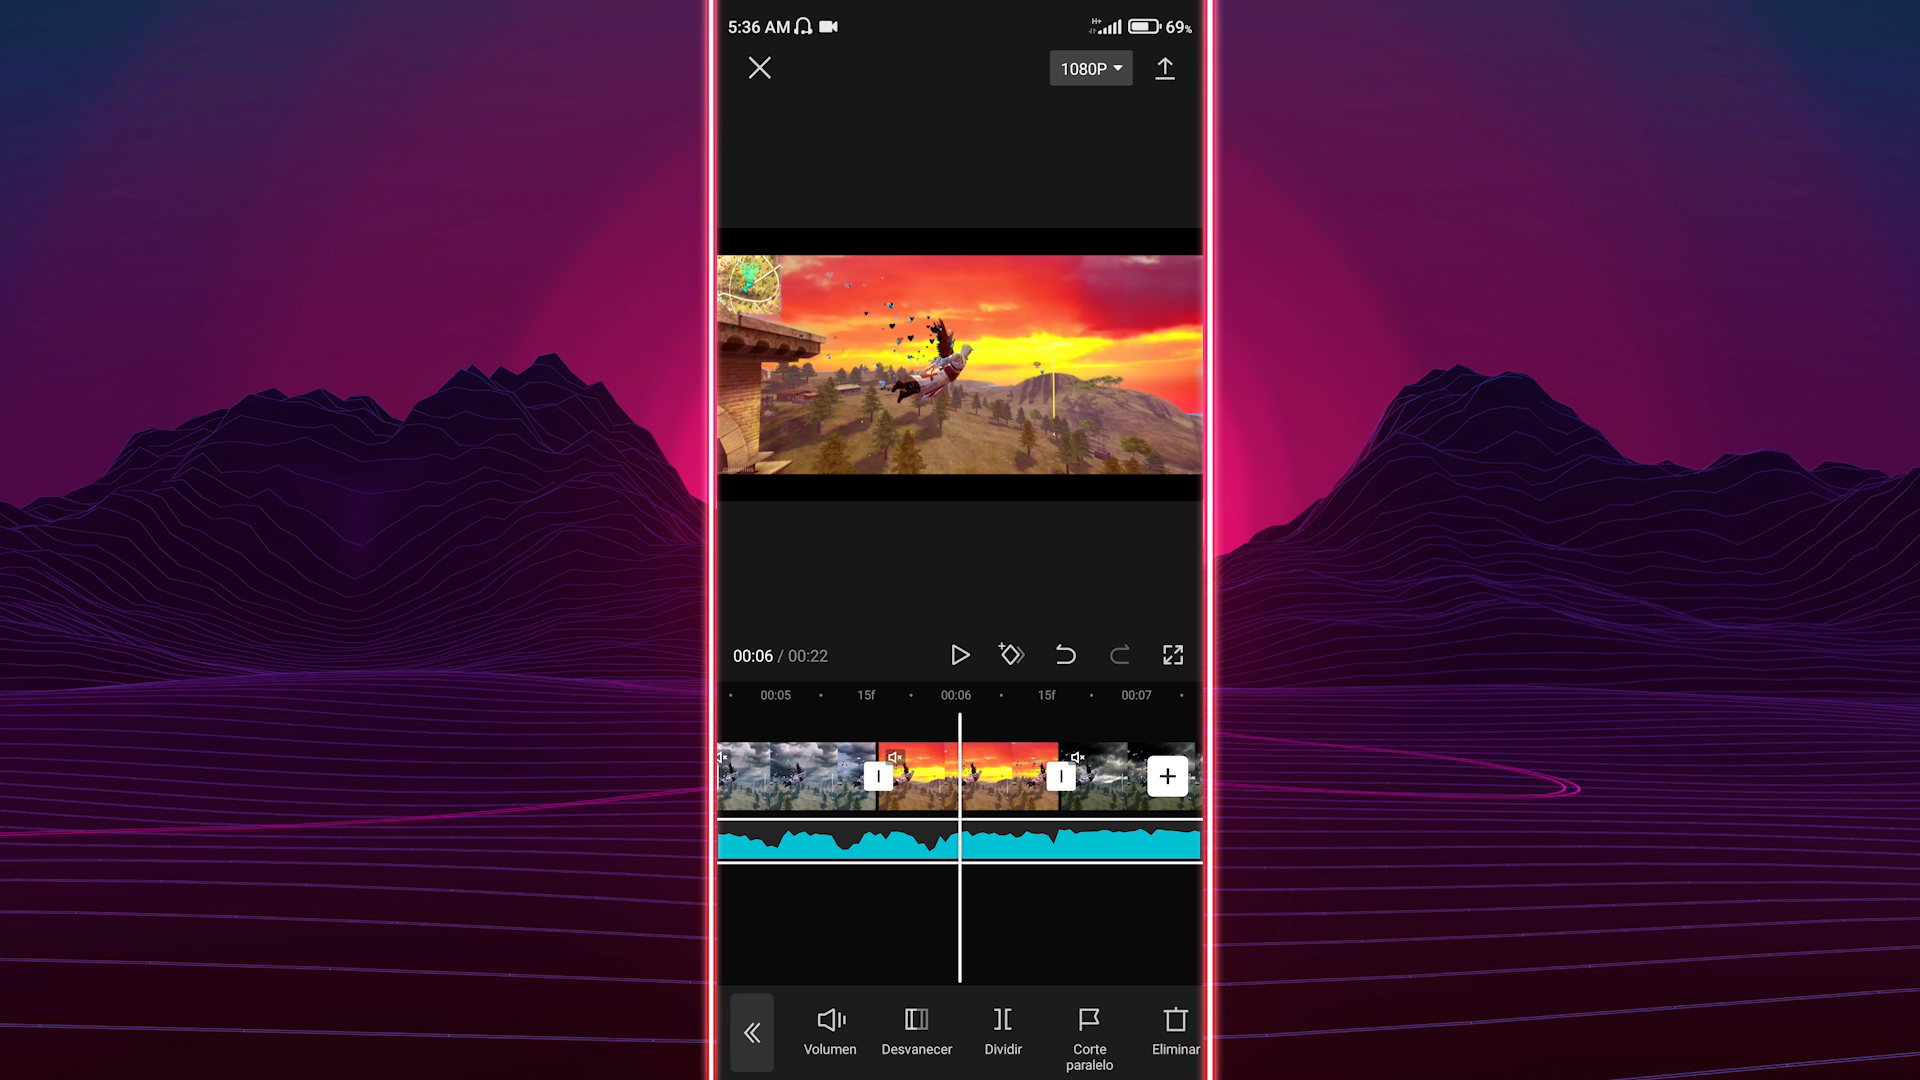 5:36 AM
H+
69%
1080P
00:06 / 00:22
00:05
15f
00:06
15f
00:07
Volumen
Desvanecer
Dividir
Corte
paralelo
Eliminar